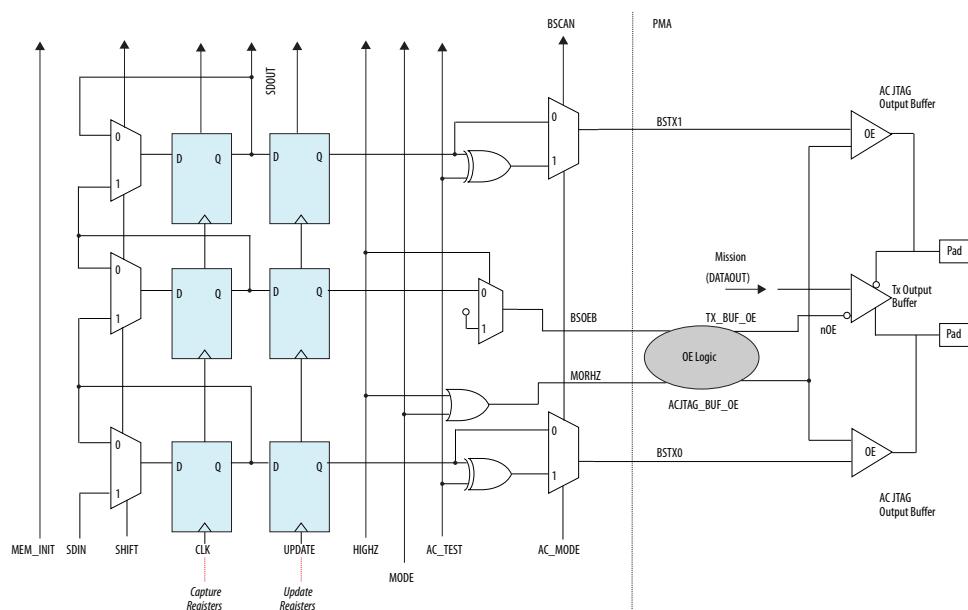 BSCAN
PMA
SDOUT
AC JTAG
Output Buffer
0
1
D Q
D Q
0
1
BSTX1
OE
Pad
0
1
D Q
D Q
0
1
BSOEB
Mission
(DATAOUT)
TX_BUF_OE
nOE
Tx Output
Buffer
Pad
OE Logic
MORHZ
ACJTAG_BUF_OE
0
1
D Q
D Q
0
1
BSTX0
OE
AC JTAG
Output Buffer
MEM_INIT
SDIN
SHIFT
CLK
UPDATE
HIGHZ
MODE
AC_TEST
AC_MODE
Capture
Registers
Update
Registers